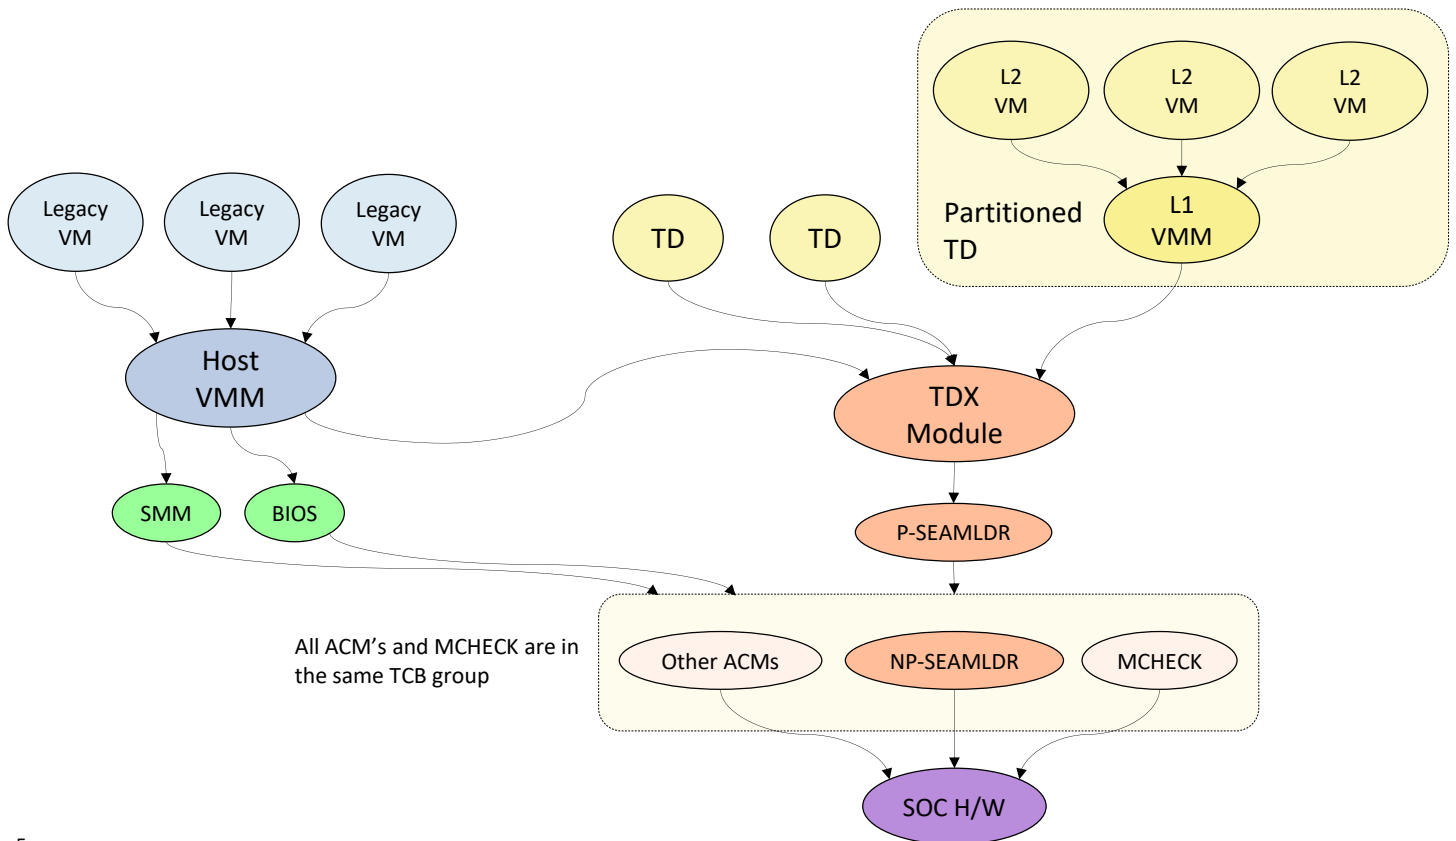 L2
VM
L2
VM
L2
VM
Legacy
VM
Legacy
VM
Legacy
VM
TD
TD
Partitioned
TD
L1
VMM
Host
VMM
TDX
Module
SMM
BIOS
P-SEAMLDR
All ACM's and MCHECK are in
the same TCB group
Other ACMs
NP-SEAMLDR
MCHECK
SOC H/W